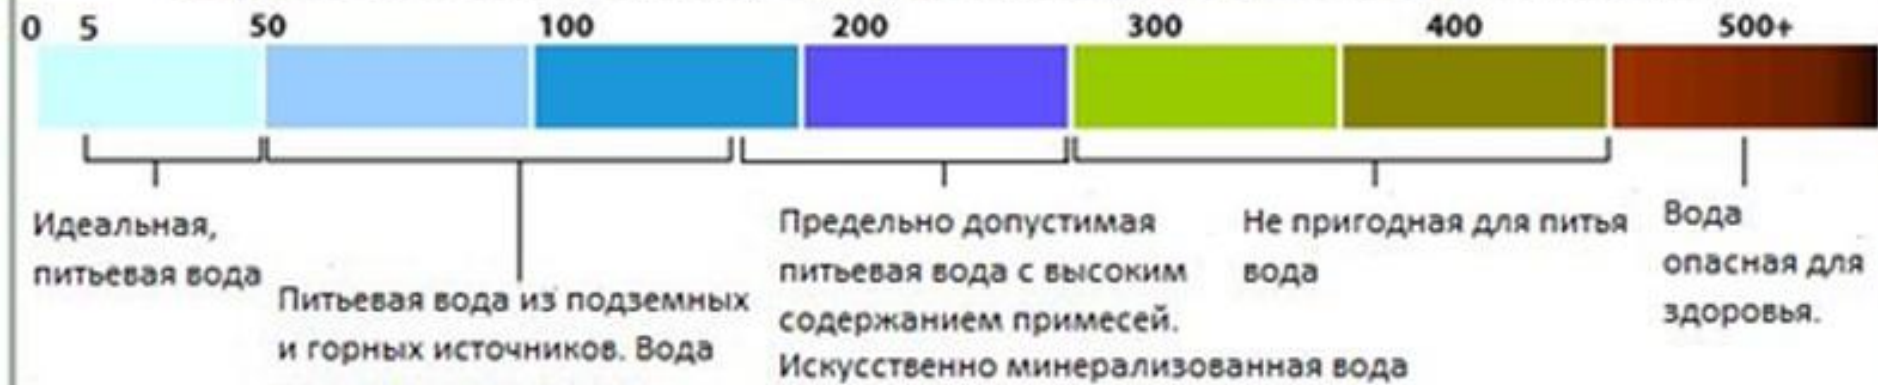 0 5 50 100 200 300 400 500+
Идеальная,
питьевая вода
Питьевая вода из подземных
и горных источников. Вода
Предельно допустимая
питьевая вода с высоким
содержанием примесей.
Искусственно минерализованная вода
Не пригодная для питья
вода
Вода
опасная для
здоровья.